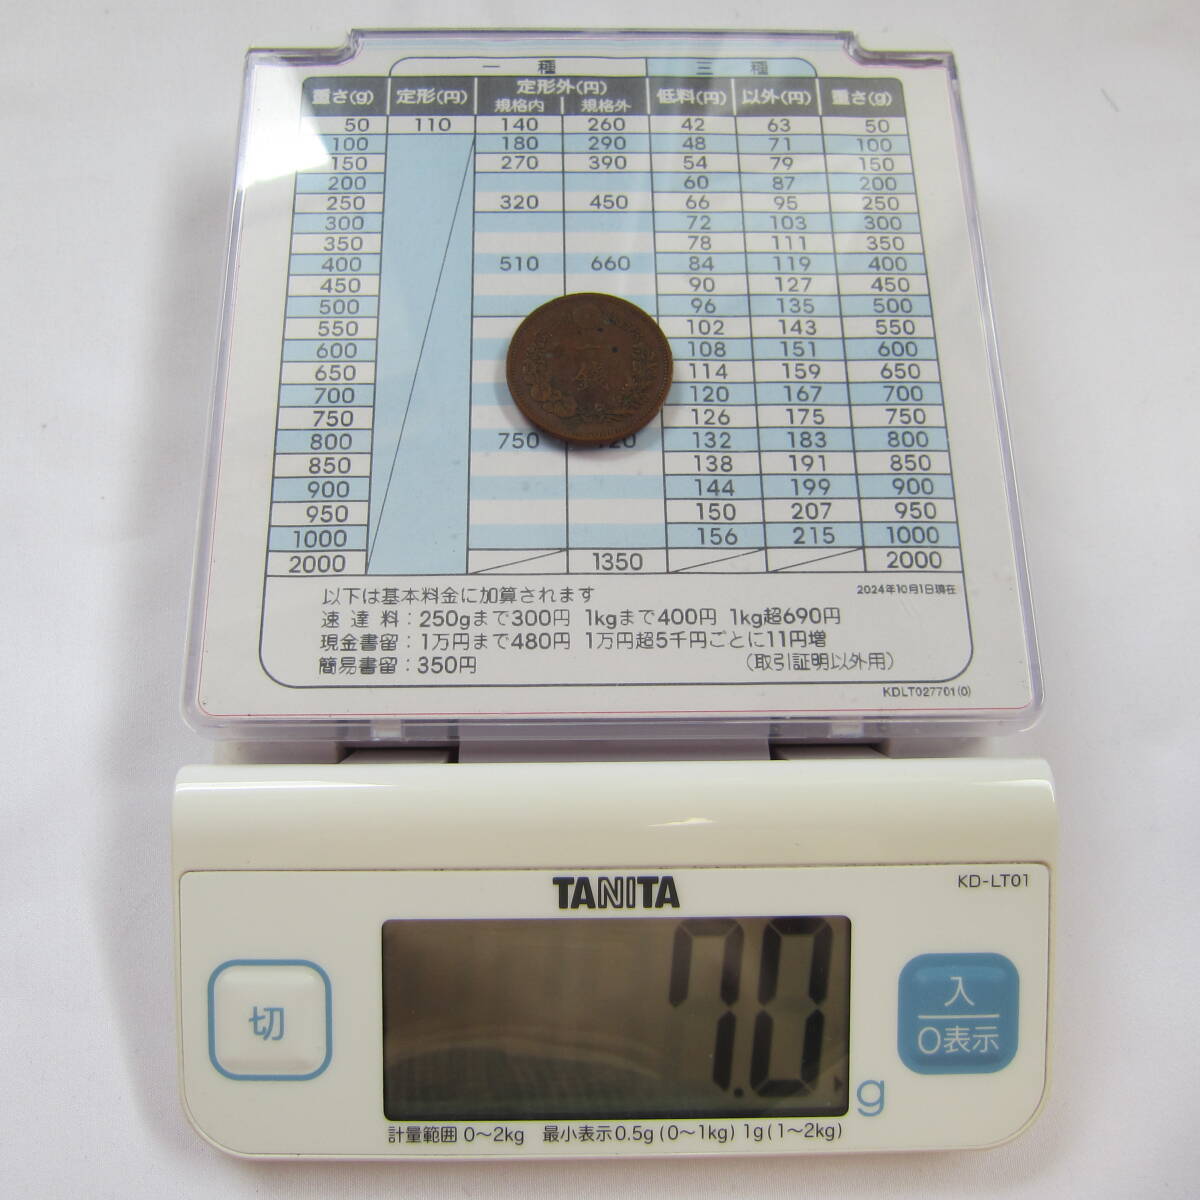 一種 三種
重さ(g) 定形(円) 定形外(円) 低料(円) 以外(円) 重さ(g)
規格内 規格外
50 110 140 260 42 63 50
100 180 290 48 71 100
150 270 390 54 79 150
200 60 87 200
250 320 450 66 95 250
300 72 103 300
350 78 111 350
400 510 660 84 119 400
450 90 127 450
500 96 135 500
550 102 143 550
600 108 151 600
650 114 159 650
700 120 167 700
750 126 175 750
800 750 132 183 800
850 138 191 850
900 144 199 900
950 150 207 950
1000 156 215 1000
2000 1350 2000
以下は基本料金に加算されます 2024年10月1日現在
速達料:250gまで300円 1kgまで400円 1kg超690円
現金書留:1万円まで480円 1万円超5千円ごとに11円増
簡易書留:350円 (取引証明以外用)
KDLT027701(0)
TANITA
KD-LT01
切
7.0
g
入
0表示
計量範囲 0~2kg 最小表示0.5g(0~1kg)1g(1~2kg)